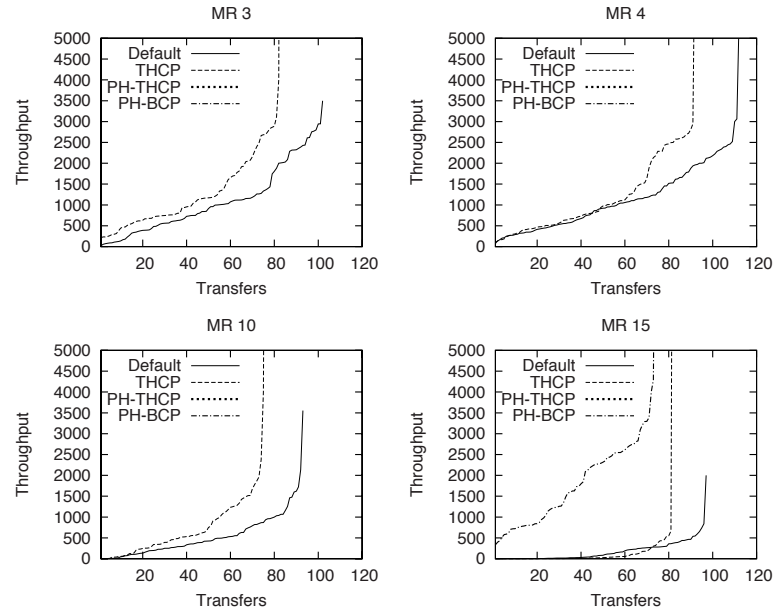 MR 3
5000
4500
4000
3500
3000
2500
2000
1500
1000
500
0
Throughput
Default
THCP
PH-THCP
PH-BCP
20 40 60 80 100 120
Transfers
MR 4
5000
4500
4000
3500
3000
2500
2000
1500
1000
500
0
Throughput
Default
THCP
PH-THCP
PH-BCP
20 40 60 80 100 120
Transfers
MR 10
5000
4500
4000
3500
3000
2500
2000
1500
1000
500
0
Throughput
Default
THCP
PH-THCP
PH-BCP
20 40 60 80 100 120
Transfers
MR 15
5000
4500
4000
3500
3000
2500
2000
1500
1000
500
0
Throughput
Default
THCP
PH-THCP
PH-BCP
20 40 60 80 100 120
Transfers